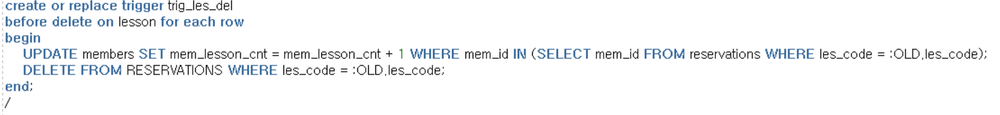 create or replace trigger trig_les_del
before delete on lesson for each row
begin
UPDATE members SET mem_lesson_cnt = mem_lesson_cnt + 1 WHERE mem_id IN (SELECT mem_id FROM reservations WHERE les_code = :OLD.les_code);
DELETE FROM RESERVATIONS WHERE les_code = :OLD.les_code;
end;
/